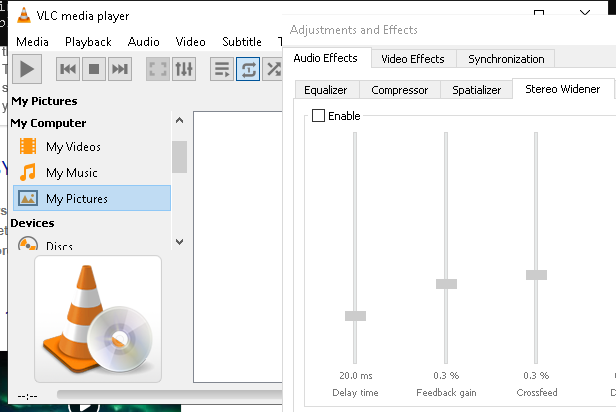 VLC media player
Media Playback Audio Video Subtitle
My Pictures
My Computer
My Videos
My Music
My Pictures
Devices
Discs
--:--
Adjustments and Effects
Audio Effects Video Effects Synchronization
Equalizer Compressor Spatializer Stereo Widener
Enable
20.0 ms 0.3 % 0.3 %
Delay time Feedback gain Crossfeed